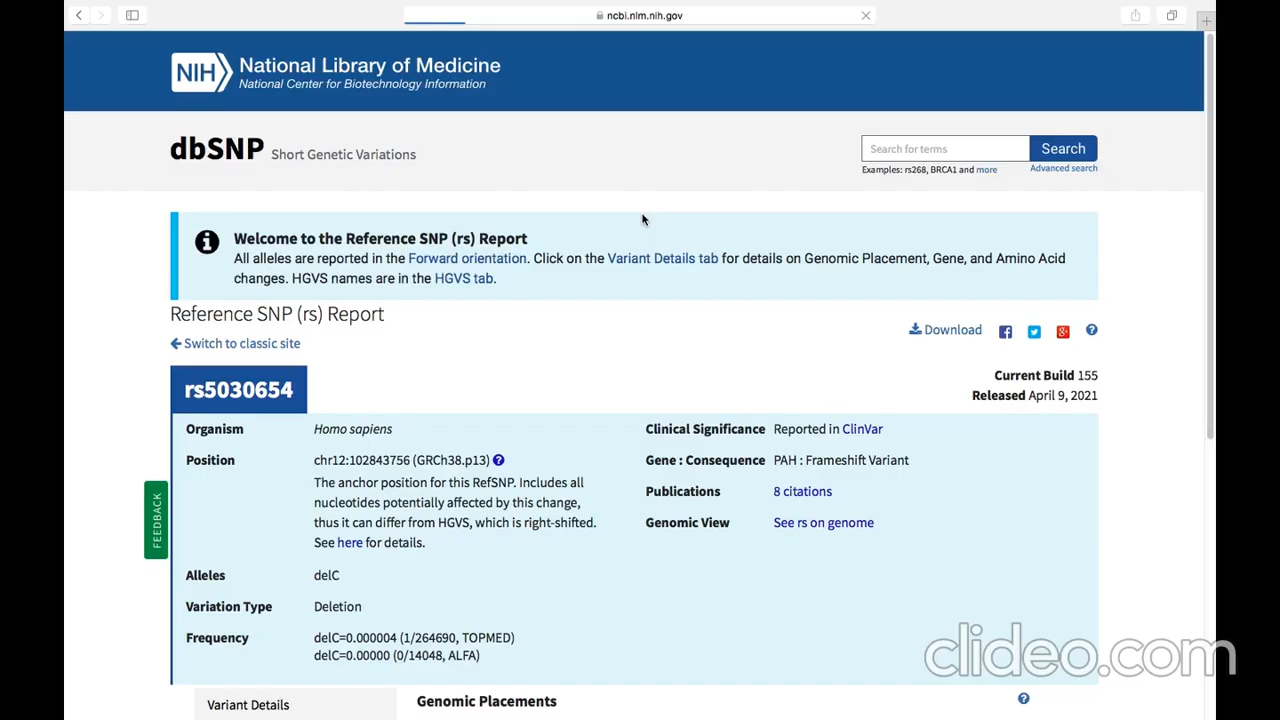 ncbi.nlm.nih.gov
NIH
National Library of Medicine
National Center for Biotechnology Information
dbSNP Short Genetic Variations
Search for terms
Search
Examples: rs268, BRCA1 and more
Advanced search
Welcome to the Reference SNP (rs) Report
All alleles are reported in the Forward orientation. Click on the Variant Details tab for details on Genomic Placement, Gene, and Amino Acid
changes. HGVS names are in the HGVS tab.
Reference SNP (rs) Report
Download
Switch to classic site
rs5030654
Current Build 155
Released April 9, 2021
Organism Homo sapiens
Position chr12:102843756 (GRCh38.p13)
The anchor position for this RefSNP. Includes all
nucleotides potentially affected by this change,
thus it can differ from HGVS, which is right-shifted.
See here for details.
Alleles delC
Variation Type Deletion
Frequency delC=0.000004 (1/264690, TOPMED)
delC=0.00000 (0/14048, ALFA)
Clinical Significance Reported in ClinVar
Gene : Consequence PAH : Frameshift Variant
Publications 8 citations
Genomic View See rs on genome
FEEDBACK
Variant Details
Genomic Placements
clideo.com